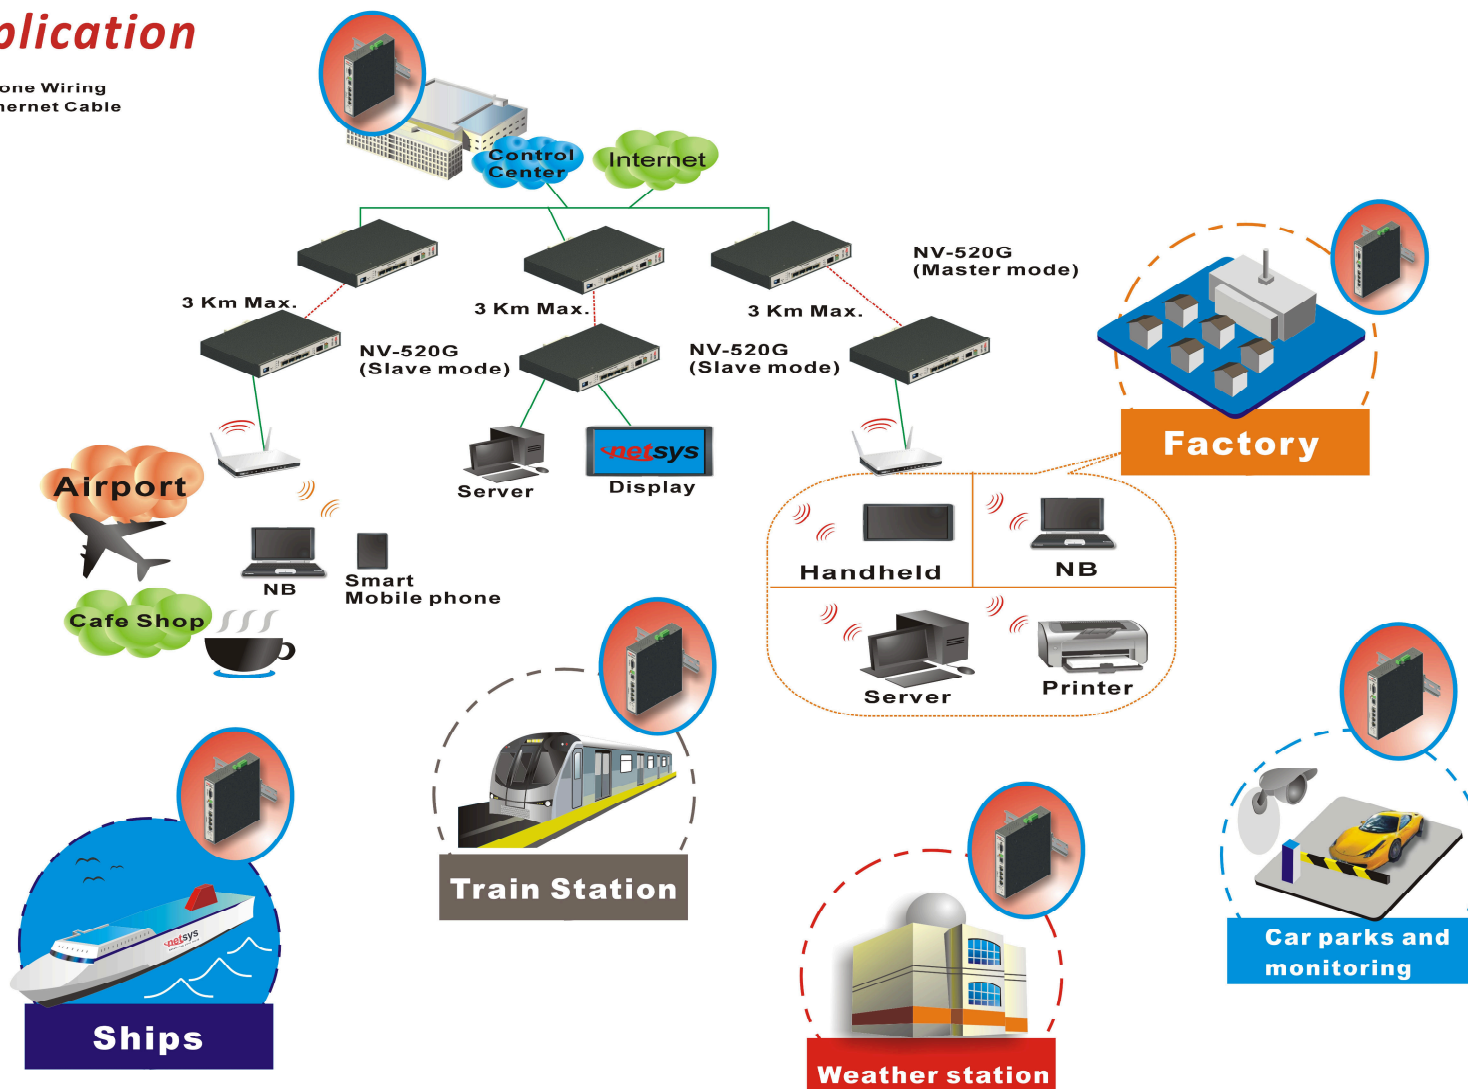 plication
one Wiring
hernet Cable
Control
Center
Internet
NV-520G
(Master mode)
3 Km Max.
3 Km Max.
3 Km Max.
NV-520G
(Slave mode)
NV-520G
(Slave mode)
Factory
netsys
Server
Display
Airport
NB
Smart
Mobile phone
Cafe Shop
Handheld
NB
Server
Printer
Train Station
netsys
Ships
Car parks and
monitoring
Weather station